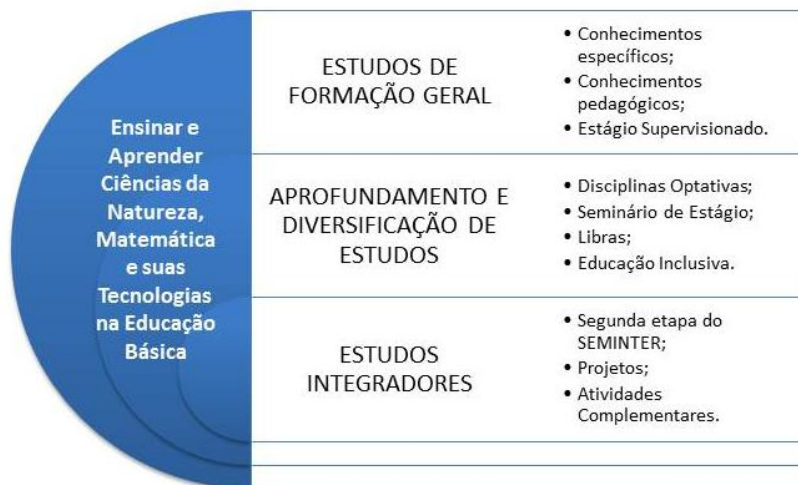 Ensinar e
Aprender
Ciências da
Natureza,
Matemática
e suas
Tecnologias
na Educação
Básica
ESTUDOS DE
FORMAÇÃO GERAL
• Conhecimentos
específicos;
• Conhecimentos
pedagógicos;
• Estágio Supervisionado.
APROFUNDAMENTO E
DIVERSIFICAÇÃO DE
ESTUDOS
• Disciplinas Optativas;
• Seminário de Estágio;
• Libras;
• Educação Inclusiva.
ESTUDOS
INTEGRADORES
• Segunda etapa do
SEMINTER;
• Projetos;
• Atividades
Complementares.